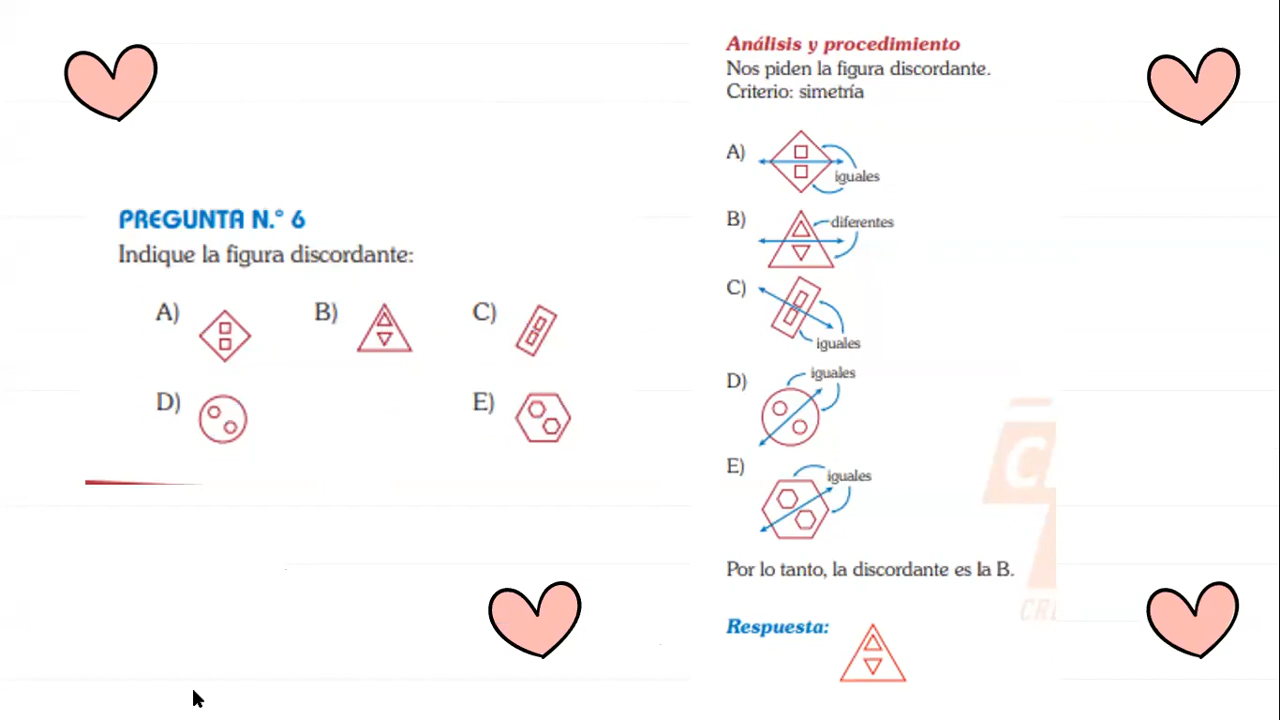 PREGUNTA N.° 6
Indique la figura discordante:
A)
B)
C)
D)
E)
Análisis y procedimiento
Nos piden la figura discordante.
Criterio: simetría
A)
iguales
B)
diferentes
C)
iguales
D)
iguales
E)
iguales
Por lo tanto, la discordante es la B.
Respuesta: